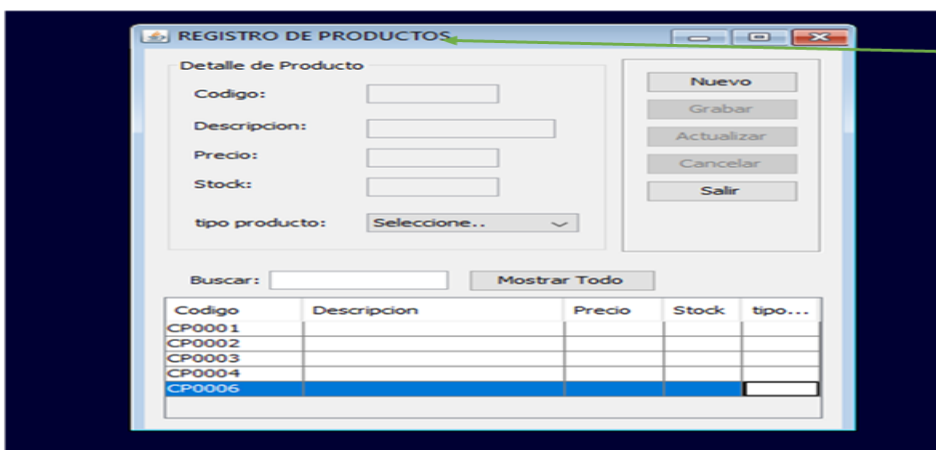 REGISTRO DE PRODUCTOS
Detalle de Producto
Codigo:
Descripcion:
Precio:
Stock:
tipo producto: Seleccione..
Nuevo
Grabar
Actualizar
Cancelar
Salir
Buscar: Mostrar Todo
Codigo Descripcion Precio Stock tipo...
CP0001
CP0002
CP0003
CP0004
CP0006